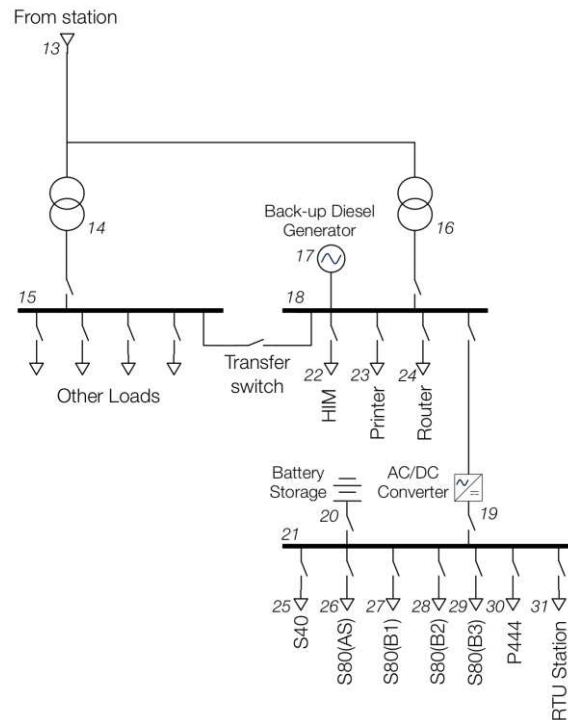 From station
13
14
Back-up Diesel
Generator
17
16
15
18
Other Loads
Transfer
switch
22
HIM
23
Printer
24
Router
Battery
Storage
AC/DC
Converter
20
19
21
25
S40
26
S80(AS)
27
S80(B1)
28
S80(B2)
29
S80(B3)
30
P444
31
RTU Station